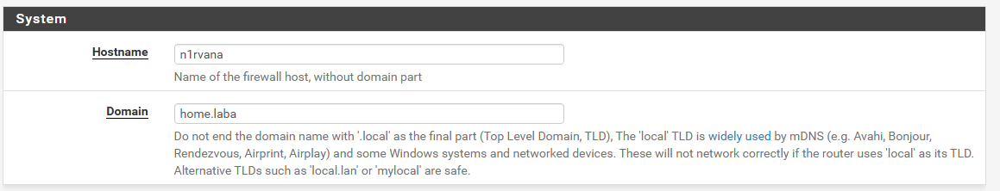 System
Hostname
n1rvana
Name of the firewall host, without domain part
Domain
home.laba
Do not end the domain name with '.local' as the final part (Top Level Domain, TLD), The 'local' TLD is widely used by mDNS (e.g. Avahi, Bonjour,
Rendezvous, Airprint, Airplay) and some Windows systems and networked devices. These will not network correctly if the router uses 'local' as its TLD.
Alternative TLDs such as 'local.lan' or 'mylocal' are safe.